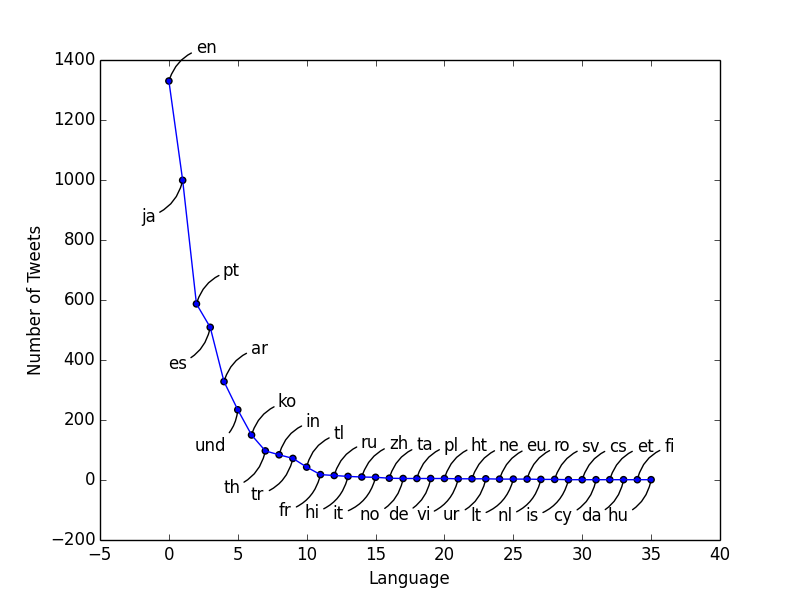 en
1400
1200
1000
ja
800
pt
600
es
ar
400
ko
in
200
und
tl
ru
zh
ta
pl
ht
ne
eu
ro
sv
cs
et
fi
0
th
tr
fr
hi
it
no
de
vi
ur
lt
nl
is
cy
da
hu
−200
−5
0
5
10
15
20
25
30
35
40
Language
Number of Tweets